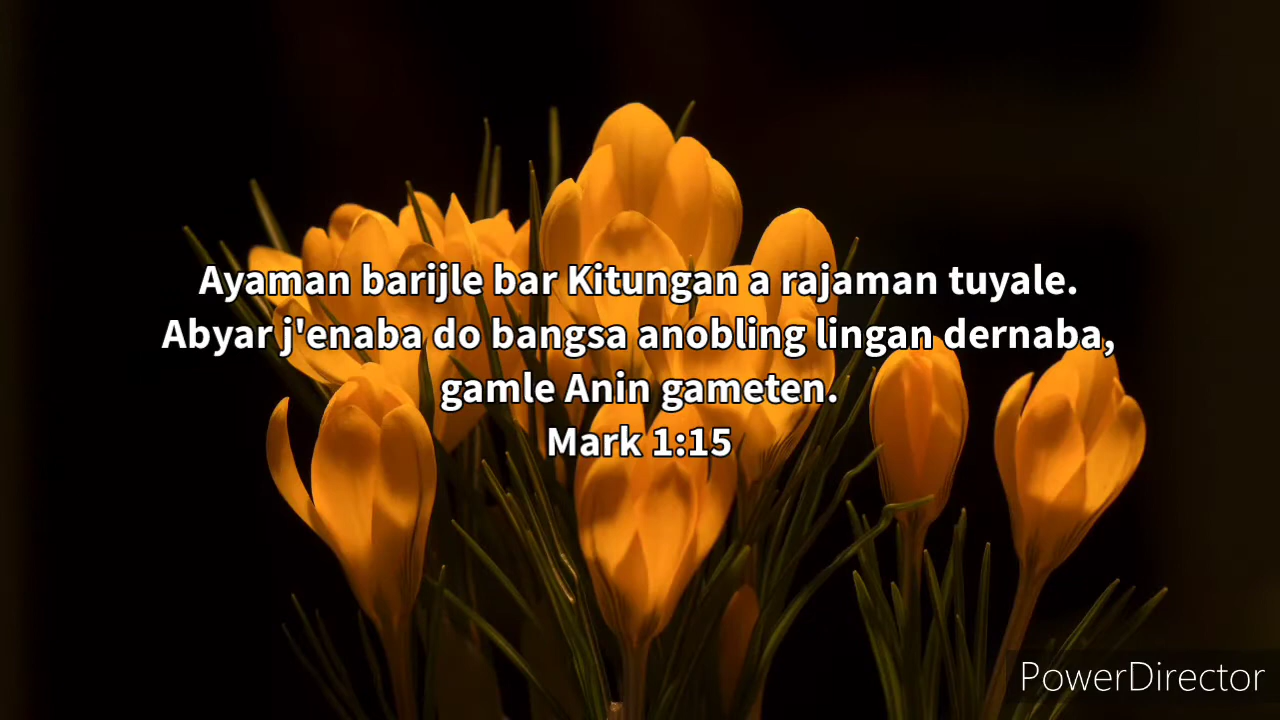 Ayaman barijle bar Kitungan a rajaman tuyale.
Abyar j'enaba do bangsa anobling lingan dernaba,
gamle Anin gameten.
Mark 1:15
PowerDirector